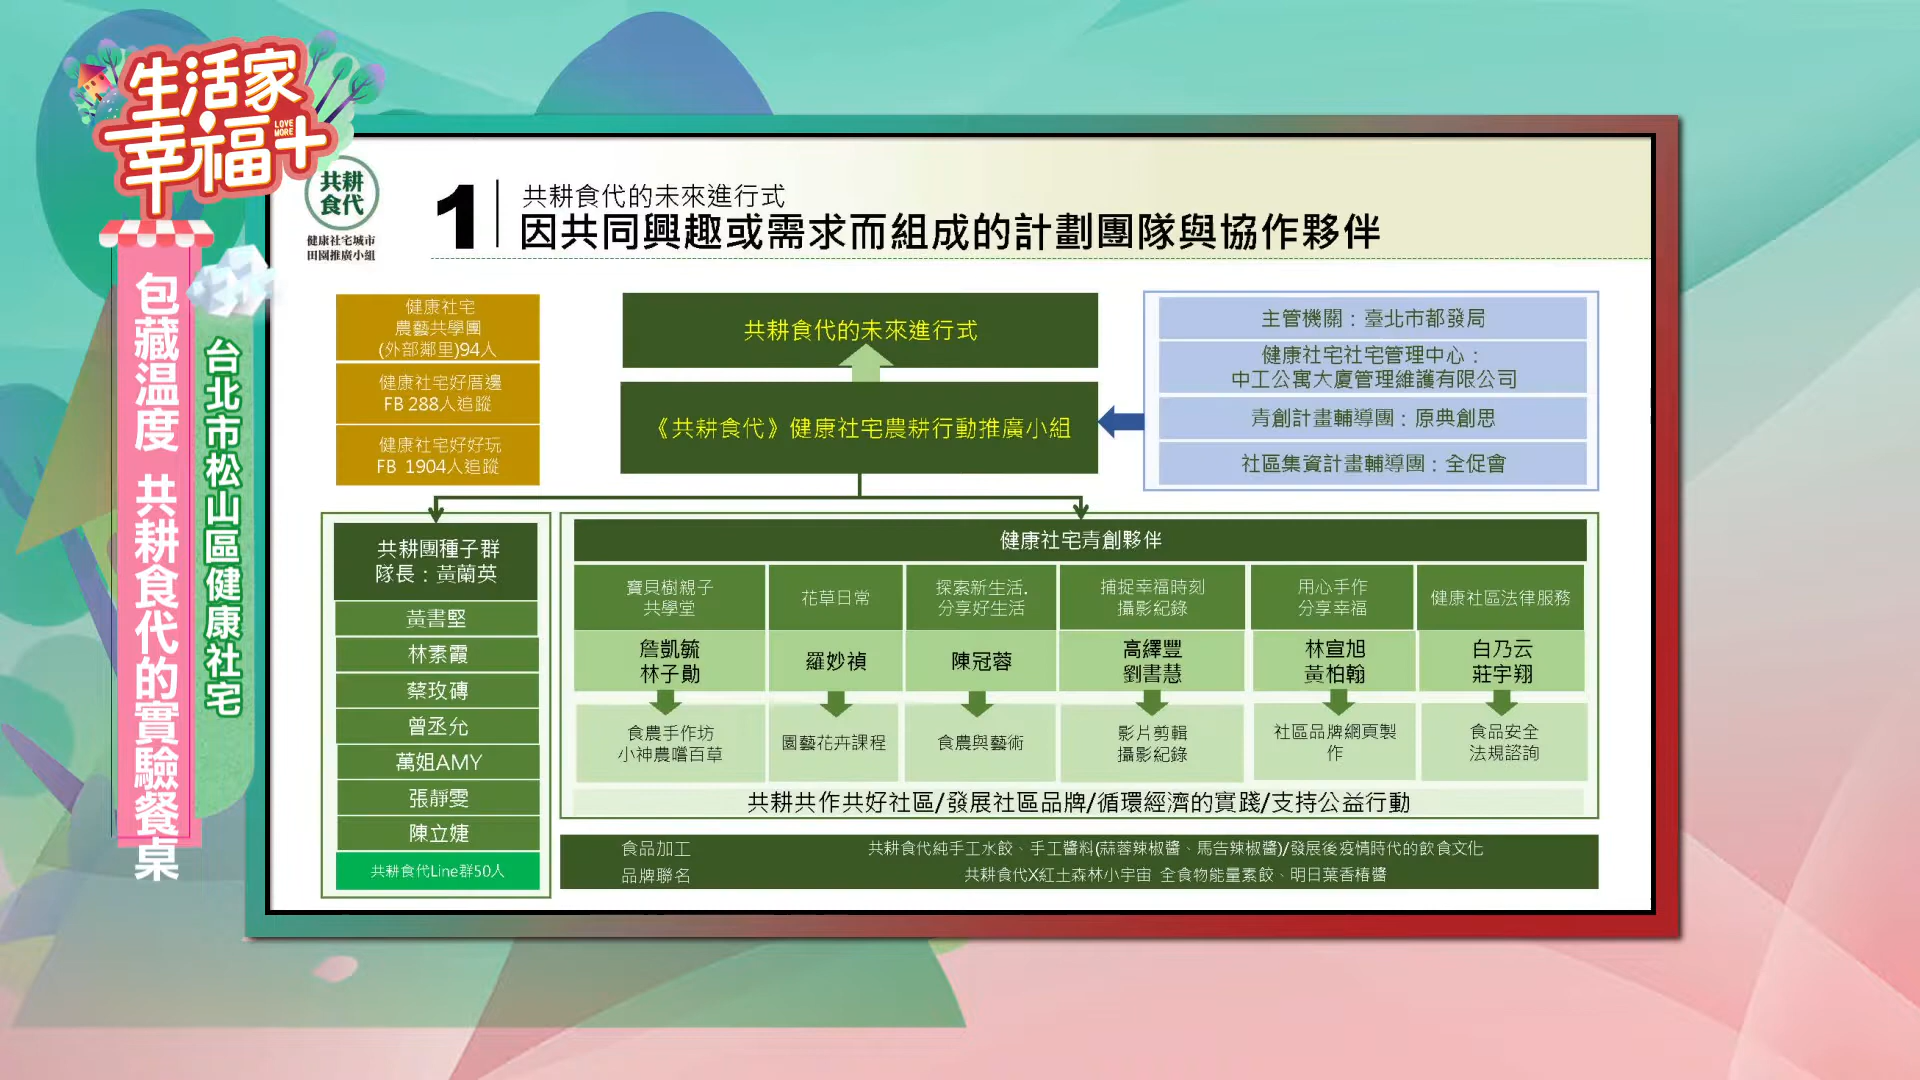 生活家
幸福+
LOVE
MORE
包藏温度 共耕食代的實驗餐桌
台北市松山區健康社宅
共耕
食代
健康社宅城市
田園推廣小組
1
共耕食代的未來進行式
因共同興趣或需求而組成的計劃團隊與協作夥伴
健康社宅
農藝共學團
(外部鄰里)94人
健康社宅好厝邊
FB 288人追蹤
健康社宅好好玩
FB 1904人追蹤
共耕食代的未來進行式
《共耕食代》健康社宅農耕行動推廣小組
主管機關：臺北市都發局
健康社宅社宅管理中心：
中工公寓大廈管理維護有限公司
青創計畫輔導團：原典創思
社區集資計畫輔導團：全促會
共耕團種子群
隊長：黃蘭英
黃書堅
林素霞
蔡玫磚
曾丞允
萬姐AMY
張靜雯
陳立婕
共耕食代Line群50人
健康社宅青創夥伴
寶貝樹親子
共學堂
花草日常
探索新生活.
分享好生活
捕捉幸福時刻
攝影紀錄
用心手作
分享幸福
健康社區法律服務
詹凱毓
林子勛
羅妙禎
陳冠蓉
高繹豐
劉書慧
林宣旭
黃柏翰
白乃云
莊宇翔
食農手作坊
小神農嚐百草
園藝花卉課程
食農與藝術
影片剪輯
攝影紀錄
社區品牌網頁製
作
食品安全
法規諮詢
共耕共作共好社區/發展社區品牌/循環經濟的實踐/支持公益行動
食品加工 共耕食代純手工水餃、手工醬料(蒜蓉辣椒醬、馬告辣椒醬)/發展後疫情時代的飲食文化
品牌聯名 共耕食代X紅土森林小宇宙 全食物能量素餃、明日葉香椿醬